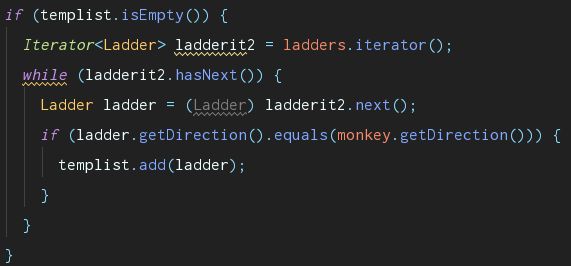 if (templist.isEmpty()) {
Iterator<Ladder> ladderit2 = ladders.iterator();
while (ladderit2.hasNext()) {
Ladder ladder = (Ladder) ladderit2.next();
if (ladder.getDirection().equals(monkey.getDirection())) {
templist.add(ladder);
}
}
}